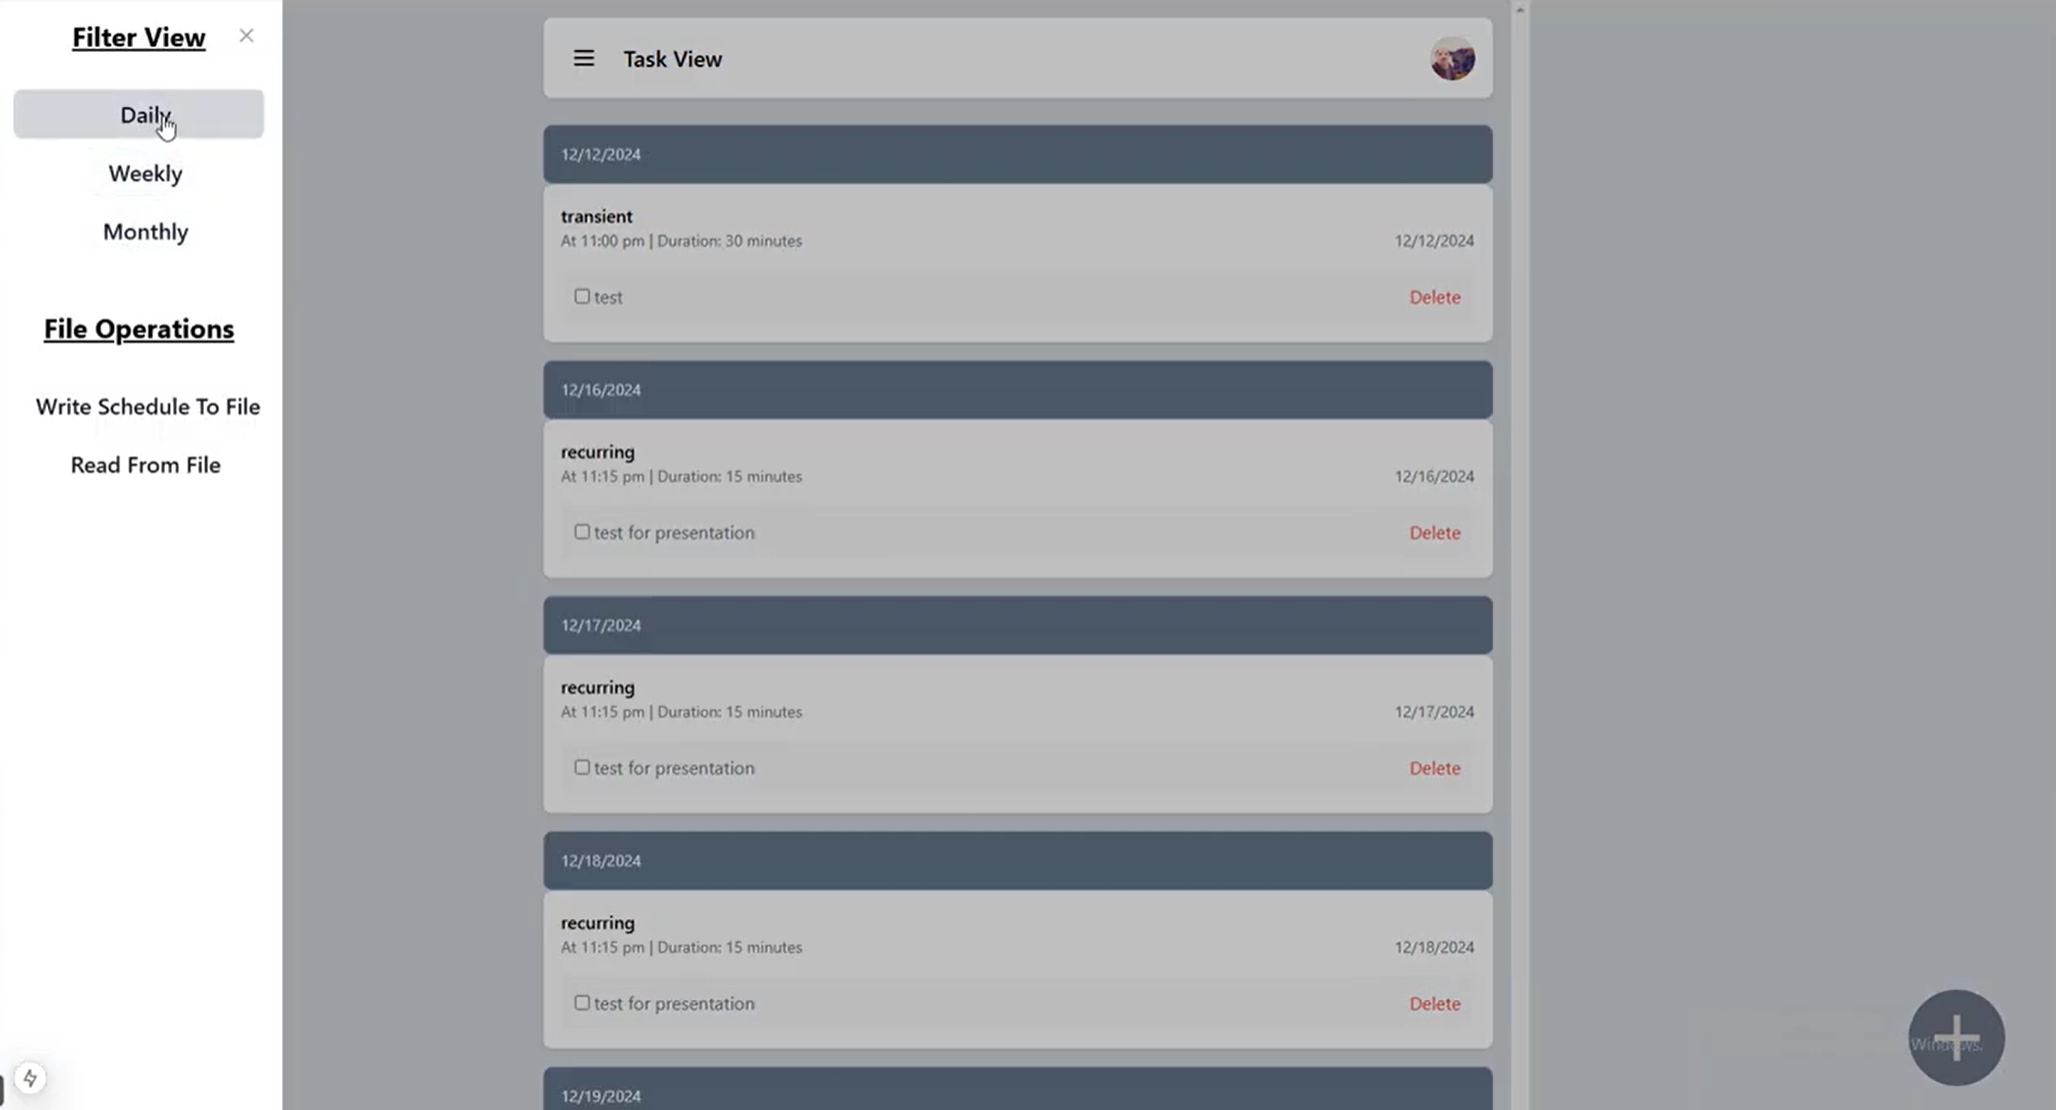 Filter View
Daily
Weekly
Monthly
File Operations
Write Schedule To File
Read From File
Task View
12/12/2024
transient
At 11:00 pm | Duration: 30 minutes
12/12/2024
test
Delete
12/16/2024
recurring
At 11:15 pm | Duration: 15 minutes
12/16/2024
test for presentation
Delete
12/17/2024
recurring
At 11:15 pm | Duration: 15 minutes
12/17/2024
test for presentation
Delete
12/18/2024
recurring
At 11:15 pm | Duration: 15 minutes
12/18/2024
test for presentation
Delete
12/19/2024
Windows.